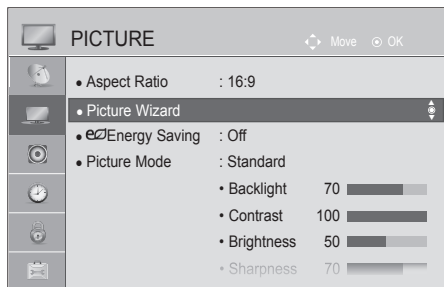 PICTURE
Move ⊙ OK
• Aspect Ratio : 16:9
• Picture Wizard
• Energy Saving : Off
• Picture Mode : Standard
• Backlight 70
• Contrast 100
• Brightness 50
• Sharpness 70